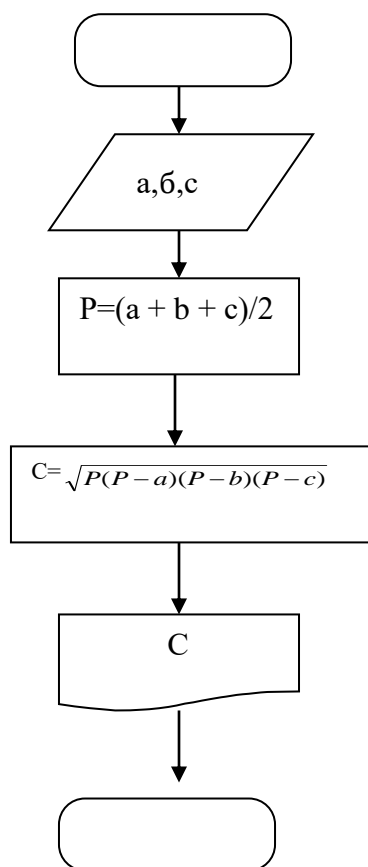 а,б,с
P=(a + b + c)/2
C=√P(P−a)(P−b)(P−c)
C